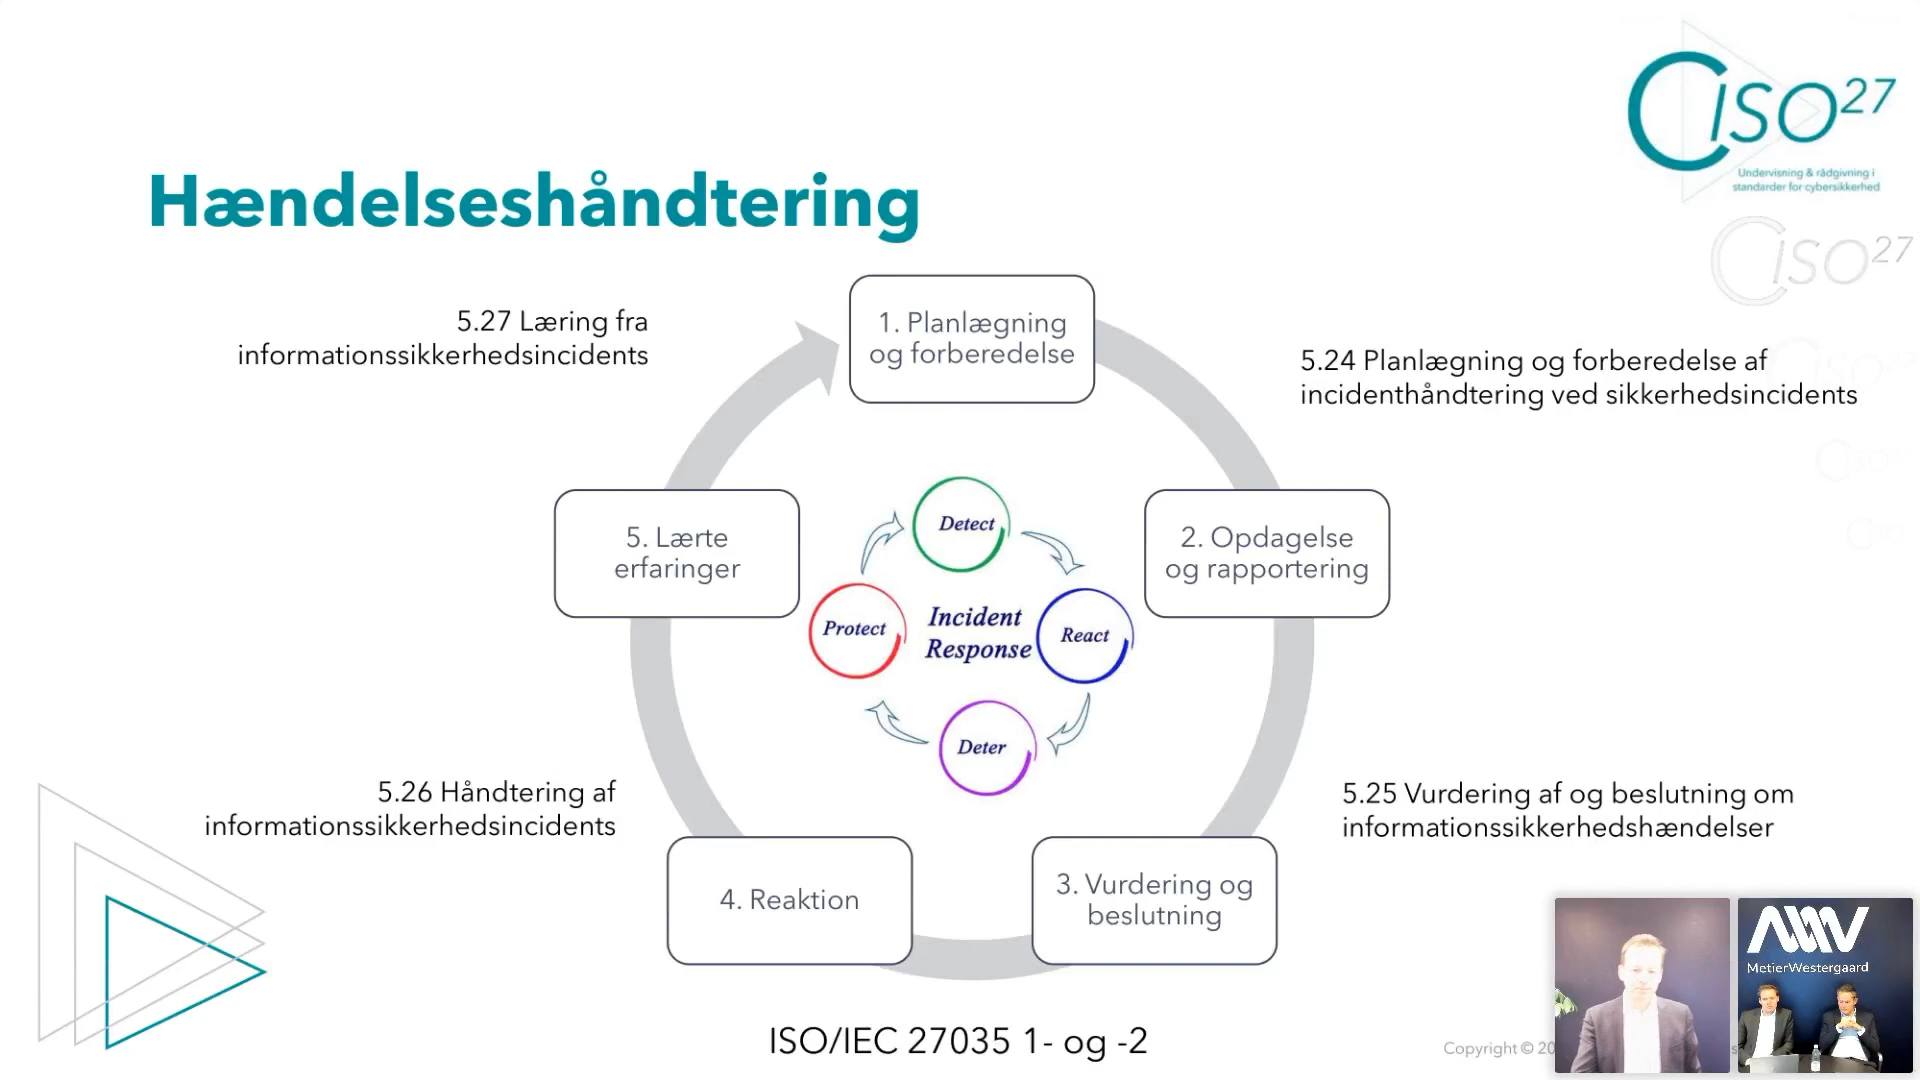 CISO27
Undervisning & rådgivning i
standarder for cybersikkerhed
CISO27
Hændelseshåndtering
5.27 Læring fra
informationssikkerhedsincidents
1. Planlægning
og forberedelse
5.24 Planlægning og forberedelse af
incidenthåndtering ved sikkerhedsincidents
5. Lærte
erfaringer
2. Opdagelse
og rapportering
Detect
Protect
Incident
Response
React
Deter
5.26 Håndtering af
informationssikkerhedsincidents
5.25 Vurdering af og beslutning om
informationssikkerhedshændelser
4. Reaktion
3. Vurdering og
beslutning
MetierWestergaard
ISO/IEC 27035 1- og -2
Copyright ©